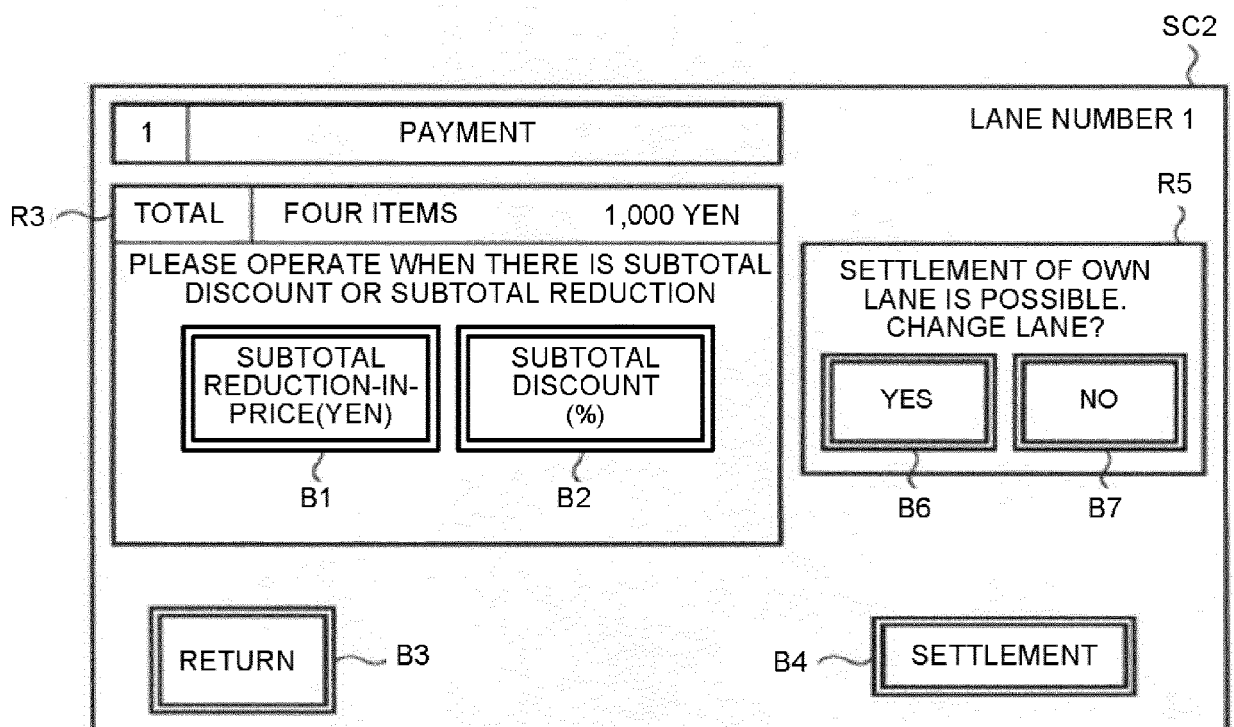 SC2
1 PAYMENT
LANE NUMBER 1
R3
TOTAL FOUR ITEMS 1,000 YEN
PLEASE OPERATE WHEN THERE IS SUBTOTAL
DISCOUNT OR SUBTOTAL REDUCTION
SUBTOTAL
REDUCTION-IN-
PRICE(YEN)
B1
SUBTOTAL
DISCOUNT
(%)
B2
R5
SETTLEMENT OF OWN
LANE IS POSSIBLE.
CHANGE LANE?
YES
NO
B6
B7
RETURN
B3
B4
SETTLEMENT